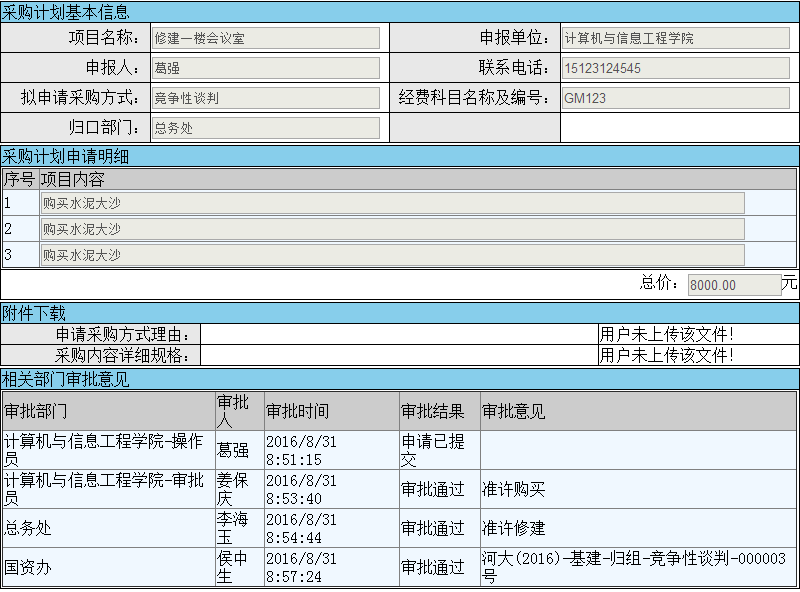 采购计划基本信息
项目名称： 修建一楼会议室 申报单位： 计算机与信息工程学院
申报人： 葛强 联系电话： 15123124545
拟申请采购方式： 竞争性谈判 经费科目名称及编号： GM123
归口部门： 总务处
采购计划申请明细
序号 项目内容
1 购买水泥大沙
2 购买水泥大沙
3 购买水泥大沙
总价： 8000.00 元
附件下载
申请采购方式理由： 用户未上传该文件！
采购内容详细规格： 用户未上传该文件！
相关部门审批意见
审批部门 审批人 审批时间 审批结果 审批意见
计算机与信息工程学院-操作员 葛强 2016/8/31 8:51:15 申请已提交
计算机与信息工程学院-审批员 姜保庆 2016/8/31 8:53:40 审批通过 准许购买
总务处 李海玉 2016/8/31 8:54:44 审批通过 准许修建
国资办 侯中生 2016/8/31 8:57:24 审批通过 河大(2016)-基建-归组-竞争性谈判-000003号